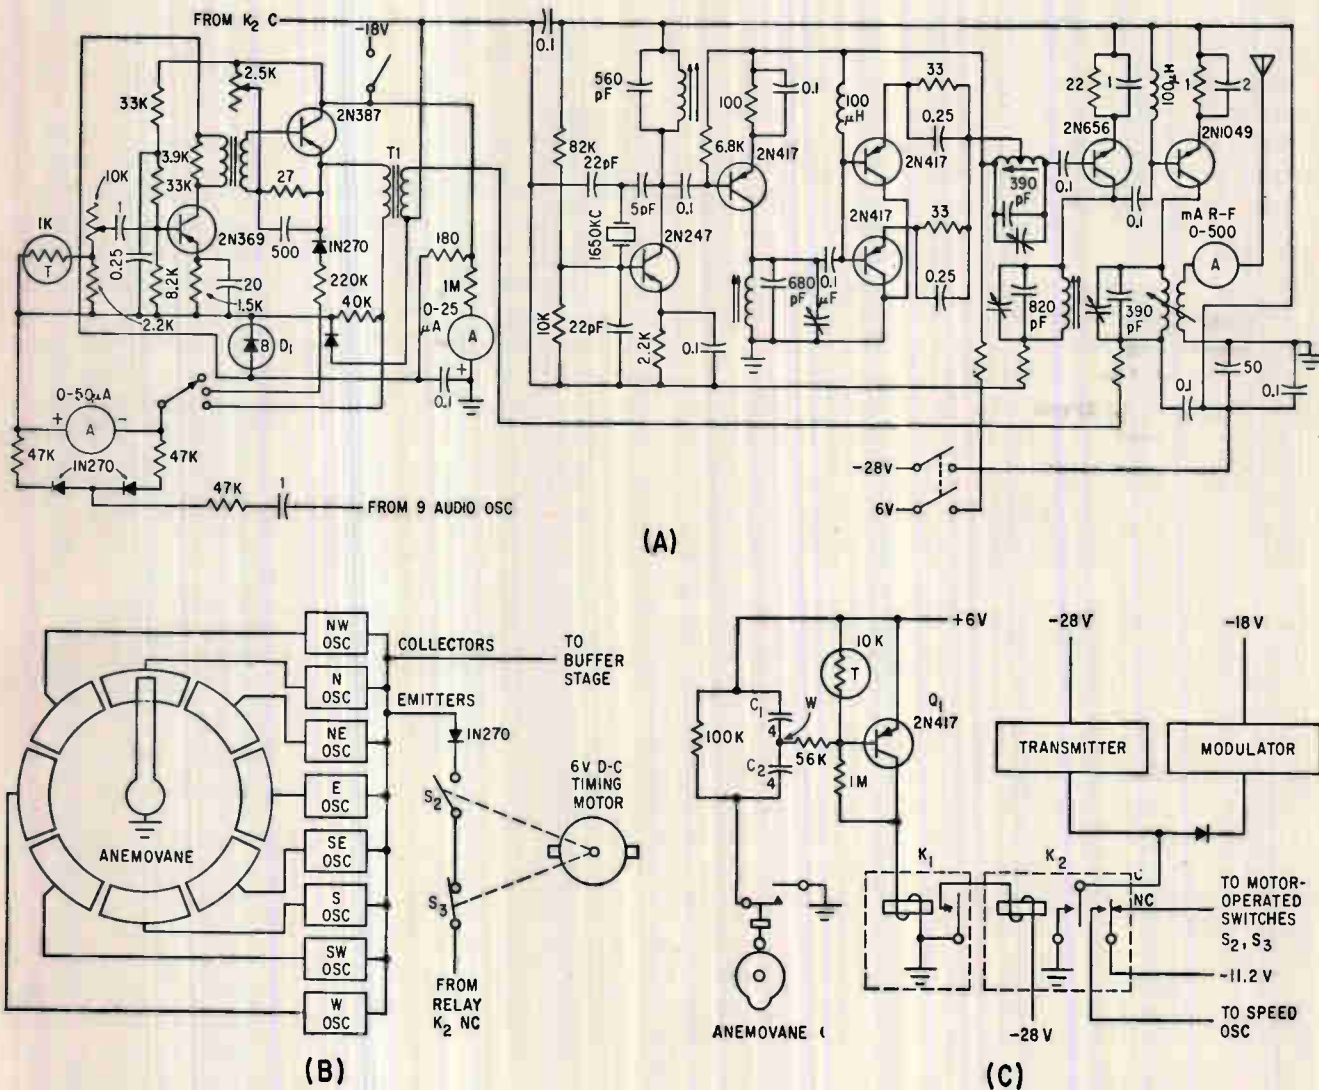 FROM K₂ C
-18V
0.1
2.5K
33K
2N387
560
pF
33
100
0.1
100
μH
0.25
22
1
100μH
1
2
2N656
2N1049
3.9K
33K
27
T1
82K
22pF
6.8K
2N417
2N417
10K
1K
T
1
2N369
500
1N270
5pF
0.1
1650KC
2N417
33
390
pF
0.1
0.1
mA R-F
0-500
A
0.25
8.2K
20
1.5K
220K
180
1M
2N247
0.25
40K
0-25
μA
A
680
pF
0.1
μF
2.2K
8
D₁
10K
22pF
2.2K
0.1
820
pF
390
pF
50
0-50μA
+
A
-
+
0.1
0.1
0.1
47K
1N270
47K
-28V
47K
1
FROM 9 AUDIO OSC
6V
(A)
NW
OSC
N
OSC
NE
OSC
E
OSC
SE
OSC
S
OSC
SW
OSC
W
OSC
COLLECTORS
TO
BUFFER
STAGE
EMITTERS
1N270
S₂
6V D-C
TIMING
MOTOR
S₃
FROM
RELAY
K₂ NC
ANEMOVANE
(B)
+6V
-28V
-18V
10K
T
C₁
4
W
Q₁
2N417
100K
56K
C₂
4
1M
TRANSMITTER
MODULATOR
K₁
K₂
C
NC
TO MOTOR-
OPERATED
SWITCHES
S₂, S₃
-11.2 V
-28V
TO SPEED
OSC
ANEMOVANE
(C)